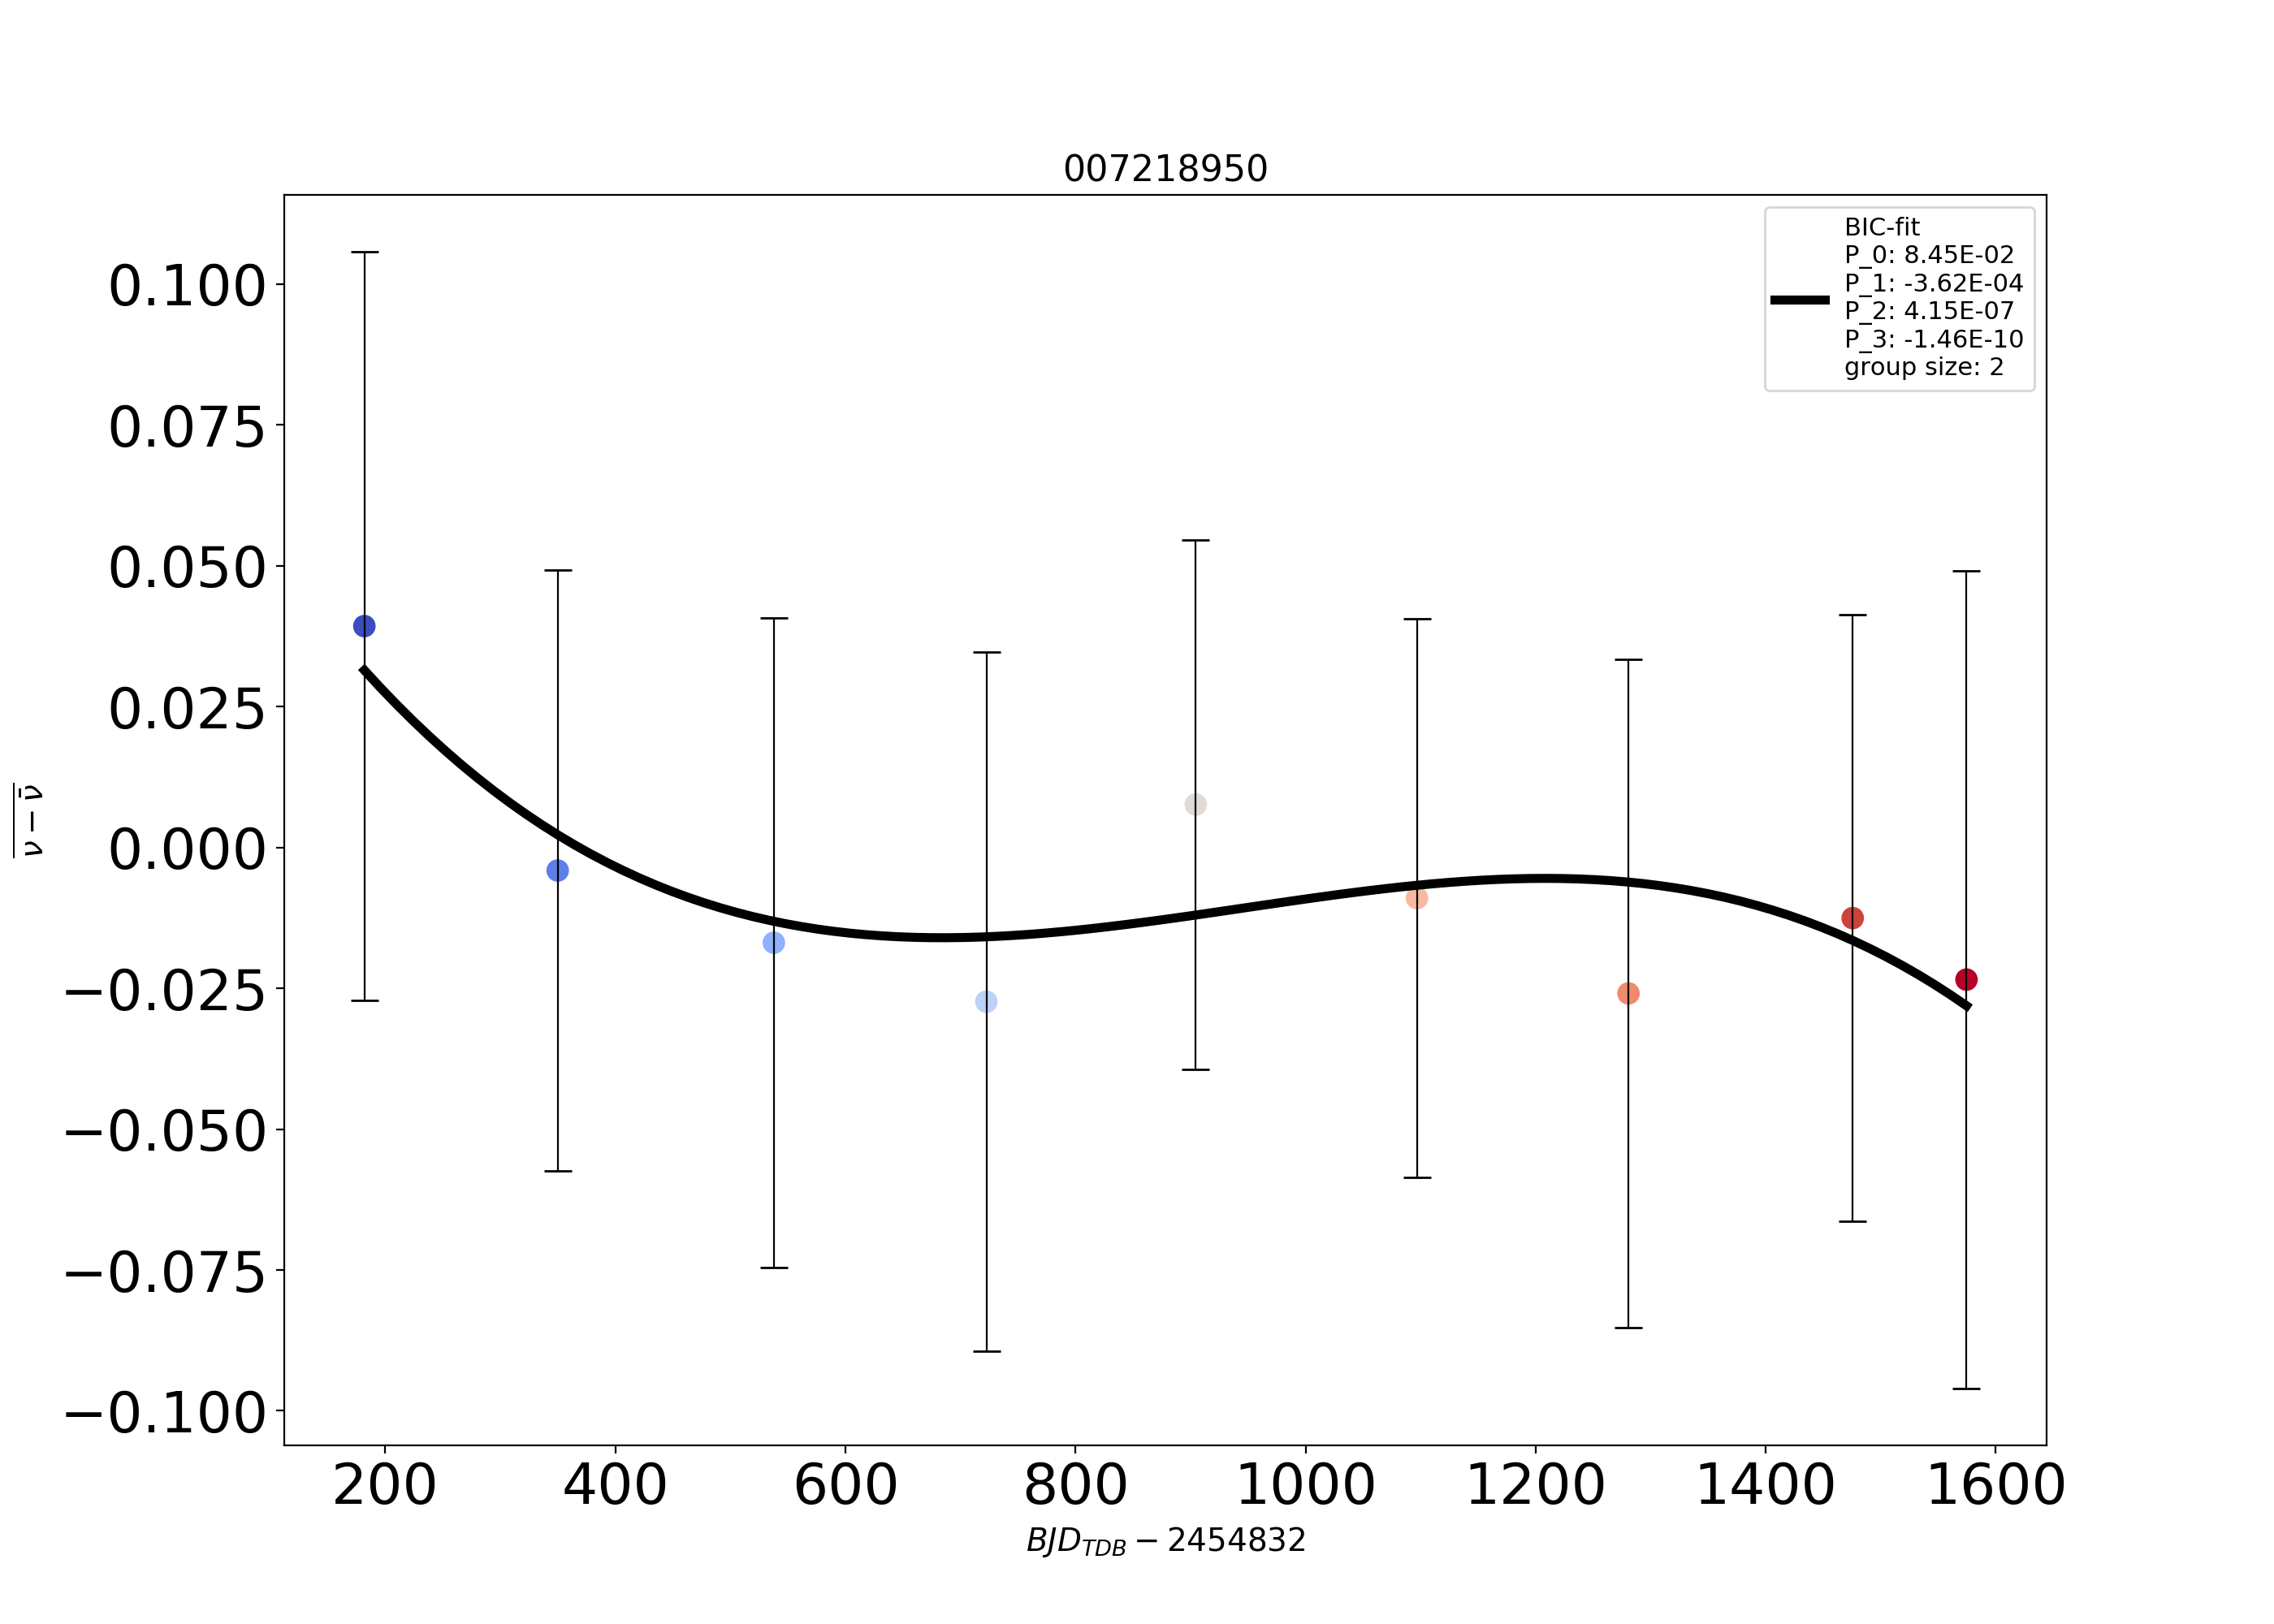 007218950
BIC-fit
P_0: 8.45E-02
P_1: -3.62E-04
P_2: 4.15E-07
P_3: -1.46E-10
group size: 2
0.100
0.075
0.050
0.025
0.000
−0.025
−0.050
−0.075
−0.100
ν − ν̄
200 400 600 800 1000 1200 1400 1600
BJD_TDB − 2454832